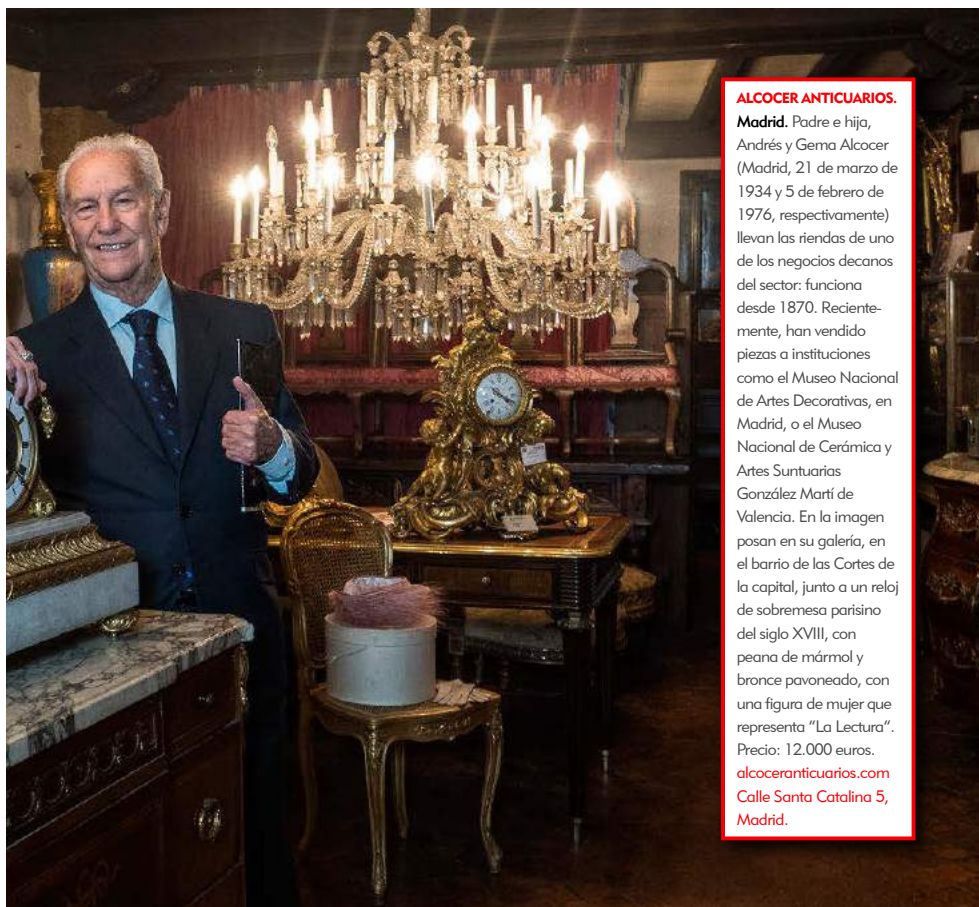 ALCOCER ANTICUARIOS.
Madrid. Padre e hija,
Andrés y Gema Alcocer
(Madrid, 21 de marzo de
1934 y 5 de febrero de
1976, respectivamente)
llevan las riendas de uno
de los negocios decanos
del sector: funciona
desde 1870. Reciente-
mente, han vendido
piezas a instituciones
como el Museo Nacional
de Artes Decorativas, en
Madrid, o el Museo
Nacional de Cerámica y
Artes Suntuarias
González Martí de
Valencia. En la imagen
posan en su galería, en
el barrio de las Cortes de
la capital, junto a un reloj
de sobremesa parisino
del siglo XVIII, con
peana de mármol y
bronce pavoneado, con
una figura de mujer que
representa “La Lectura”.
Precio: 12.000 euros.
alcoceranticuarios.com
Calle Santa Catalina 5,
Madrid.